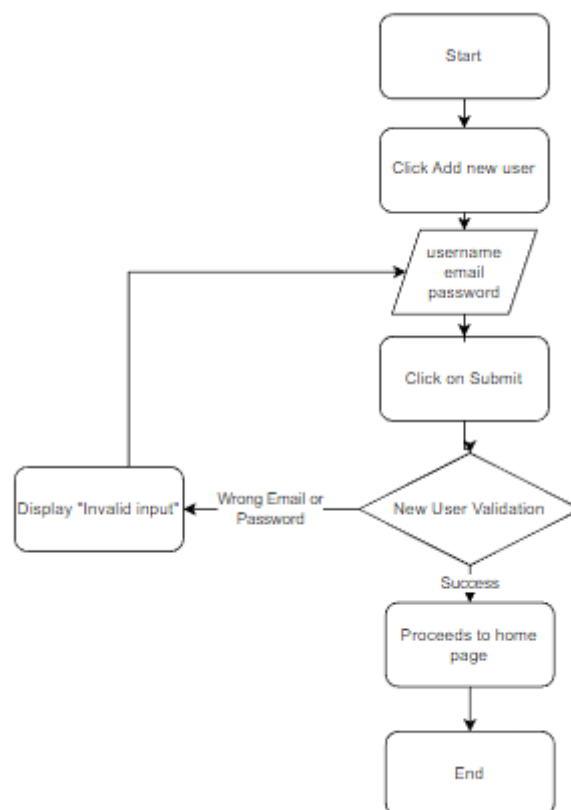 Start
Click Add new user
username
email
password
Click on Submit
New User Validation
Wrong Email or
Password
Display "Invalid input"
Success
Proceeds to home
page
End